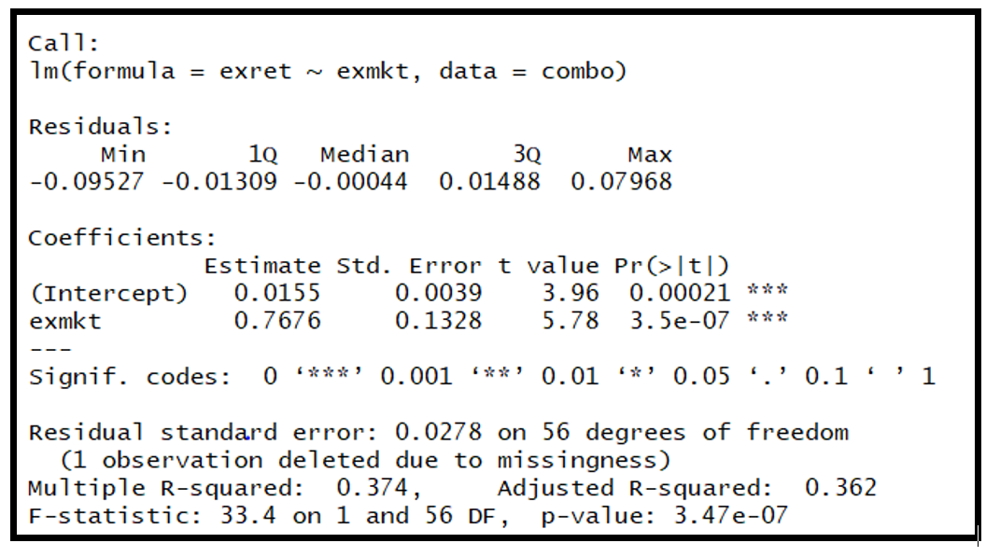 Call:
lm(formula = exret ~ exmkt, data = combo)
Residuals:
Min 1Q Median 3Q Max
-0.09527 -0.01309 -0.00044 0.01488 0.07968
Coefficients:
Estimate Std. Error t value Pr(>|t|)
(Intercept) 0.0155 0.0039 3.96 0.00021 ***
exmkt 0.7676 0.1328 5.78 3.5e-07 ***
---
Signif. codes: 0 ‘***’ 0.001 ‘**’ 0.01 ‘*’ 0.05 ‘.’ 0.1 ‘ ’ 1
Residual standard error: 0.0278 on 56 degrees of freedom
(1 observation deleted due to missingness)
Multiple R-squared: 0.374, Adjusted R-squared: 0.362
F-statistic: 33.4 on 1 and 56 DF, p-value: 3.47e-07